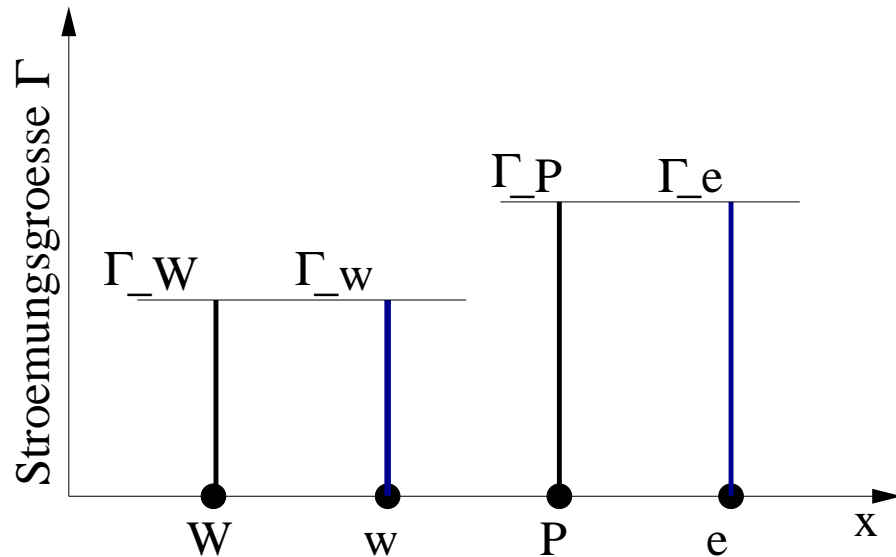 Stroemungsgroesse Γ
Γ_P Γ_e
Γ_W Γ_w
W w P e
x